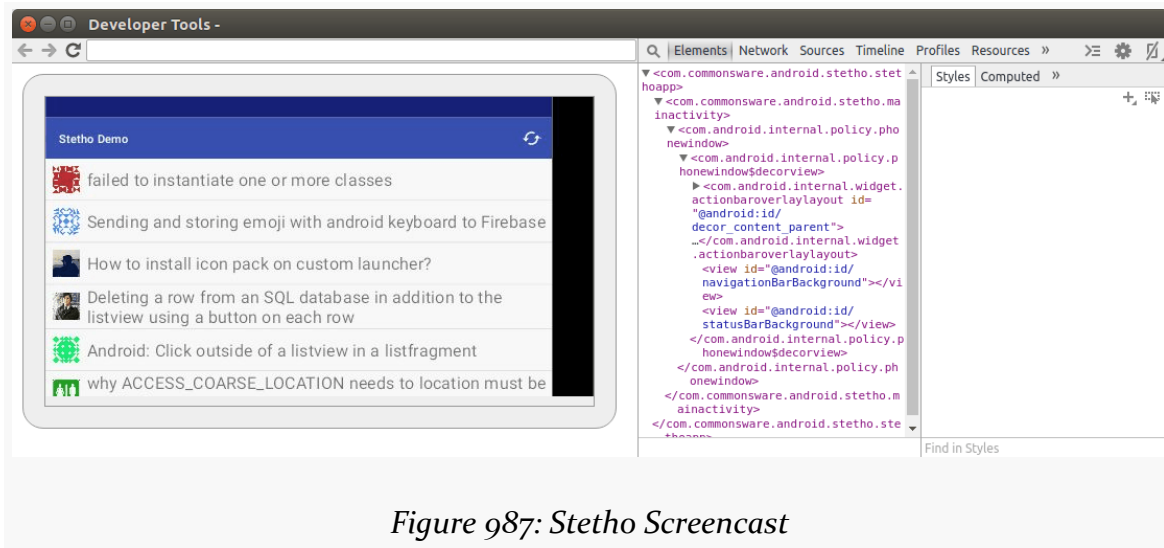 Developer Tools -
Elements Network Sources Timeline Profiles Resources »
Stetho Demo
failed to instantiate one or more classes
Sending and storing emoji with android keyboard to Firebase
How to install icon pack on custom launcher?
Deleting a row from an SQL database in addition to the
listview using a button on each row
Android: Click outside of a listview in a listfragment
why ACCESS_COARSE_LOCATION needs to location must be
▼<com.commonsware.android.stetho.stet
hoapp>
▼<com.commonsware.android.stetho.ma
inactivity>
▼<com.android.internal.policy.pho
newindow>
▼<com.android.internal.policy.p
honewindow$decorview>
▶<com.android.internal.widget.
actionbaroverlaylayout id=
"@android:id/
decor_content_parent">
…</com.android.internal.widget
.actionbaroverlaylayout>
<view id="@android:id/
navigationBarBackground"></vi
ew>
<view id="@android:id/
statusBarBackground"></view>
</com.android.internal.policy.p
honewindow$decorview>
</com.android.internal.policy.ph
onewindow>
</com.commonsware.android.stetho.m
ainactivity>
</com.commonsware.android.stetho.ste
thoapp>
Styles Computed »
Find in Styles
Figure 987: Stetho Screencast